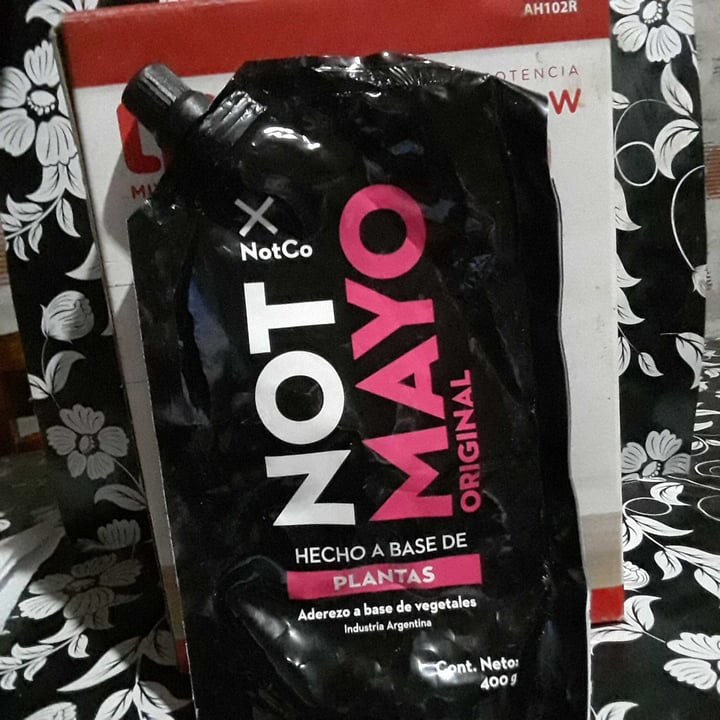 AH102R
OTENCIA
W
MI
NotCo
NOT
MAYO
ORIGINAL
HECHO A BASE DE
PLANTAS
Aderezo a base de vegetales
Industria Argentina
Cont. Neto:
400 g